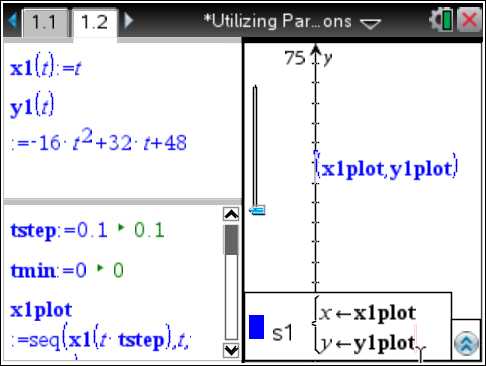 1.1 1.2 *Utilizing Par...ons
x1(t):=t
y1(t)
:=-16·t²+32·t+48
tstep:=0.1 ▸ 0.1
tmin:=0 ▸ 0
x1plot
:=seq(x1(t·tstep),t,
75 y
(x1plot,y1plot)
s1
x←x1plot
y←y1plot